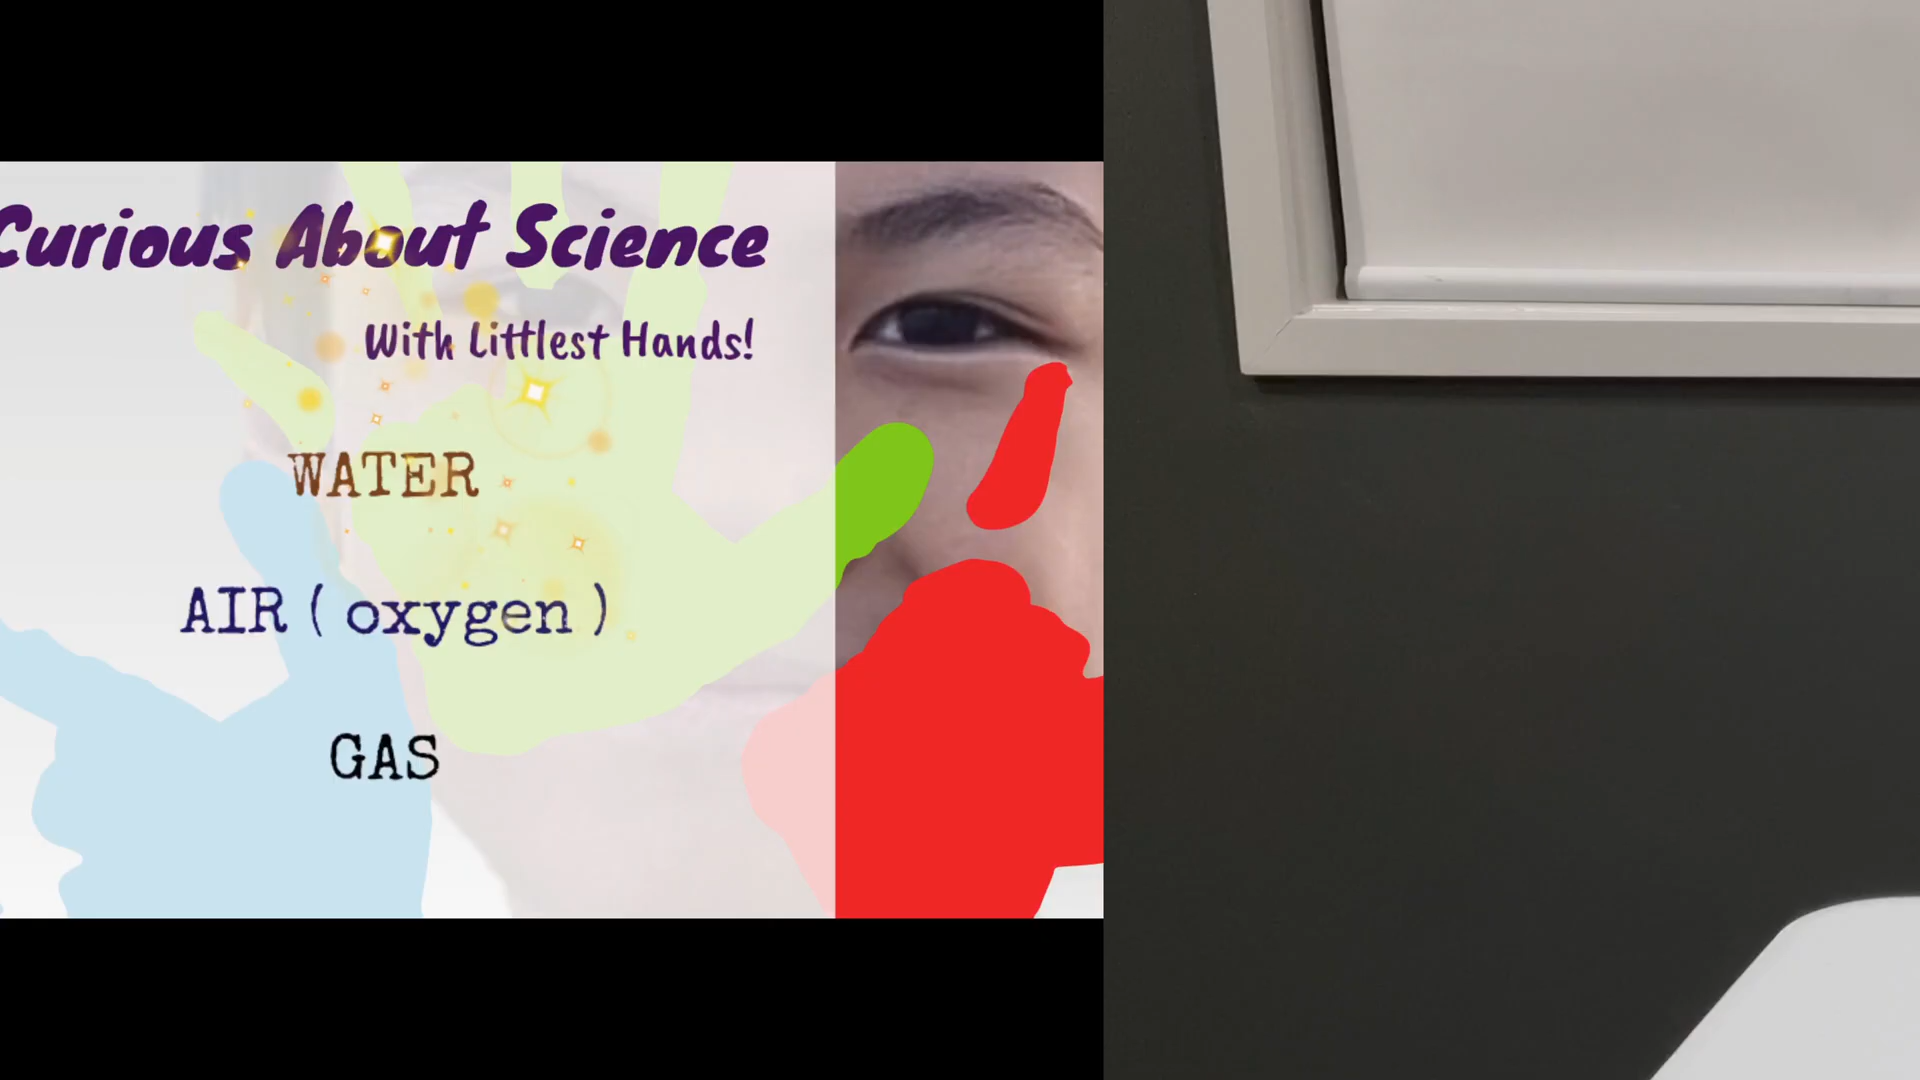 Curious About Science
With Littlest Hands!
WATER
AIR ( oxygen )
GAS